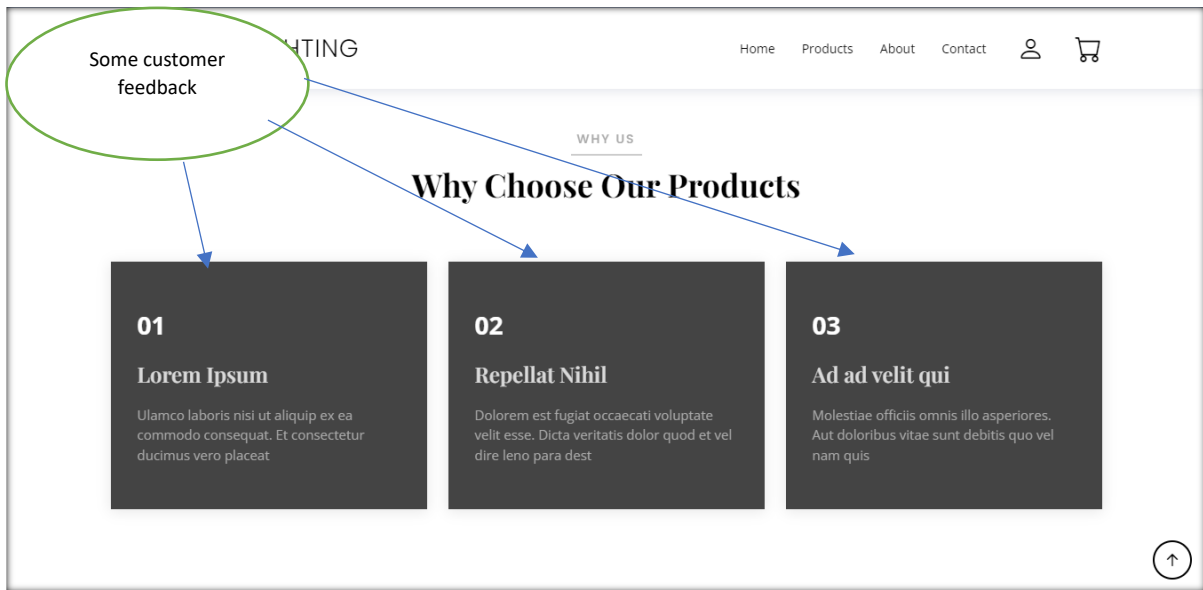 Some customer
feedback
HTING
Home Products About Contact
WHY US
Why Choose Our Products
01
Lorem Ipsum
Ulamco laboris nisi ut aliquip ex ea
commodo consequat. Et consectetur
ducimus vero placeat
02
Repellat Nihil
Dolorem est fugiat occaecati voluptate
velit esse. Dicta veritatis dolor quod et vel
dire leno para dest
03
Ad ad velit qui
Molestiae officiis omnis illo asperiores.
Aut doloribus vitae sunt debitis quo vel
nam quis